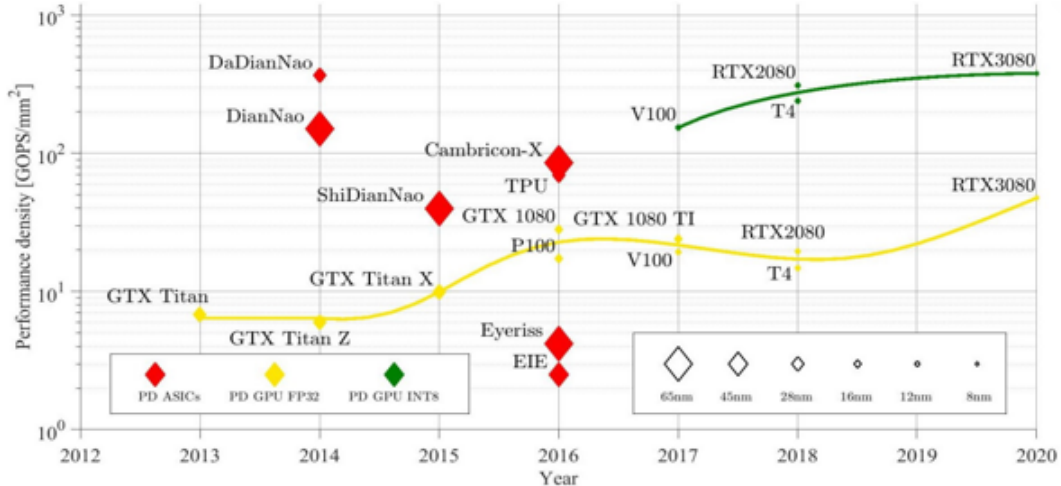 10^3
DaDianNao
RTX2080
RTX3080
DianNao
V100
T4
Performance density [GOPS/mm^2]
10^2
Cambricon-X
TPU
ShiDianNao
RTX3080
GTX 1080
GTX 1080 TI
P100
V100
RTX2080
T4
GTX Titan X
10^1
GTX Titan
GTX Titan Z
Eyeriss
EIE
PD ASICs PD GPU FP32 PD GPU INT8
65nm 45nm 28nm 16nm 12nm 8nm
10^0
2012 2013 2014 2015 2016 2017 2018 2019 2020
Year